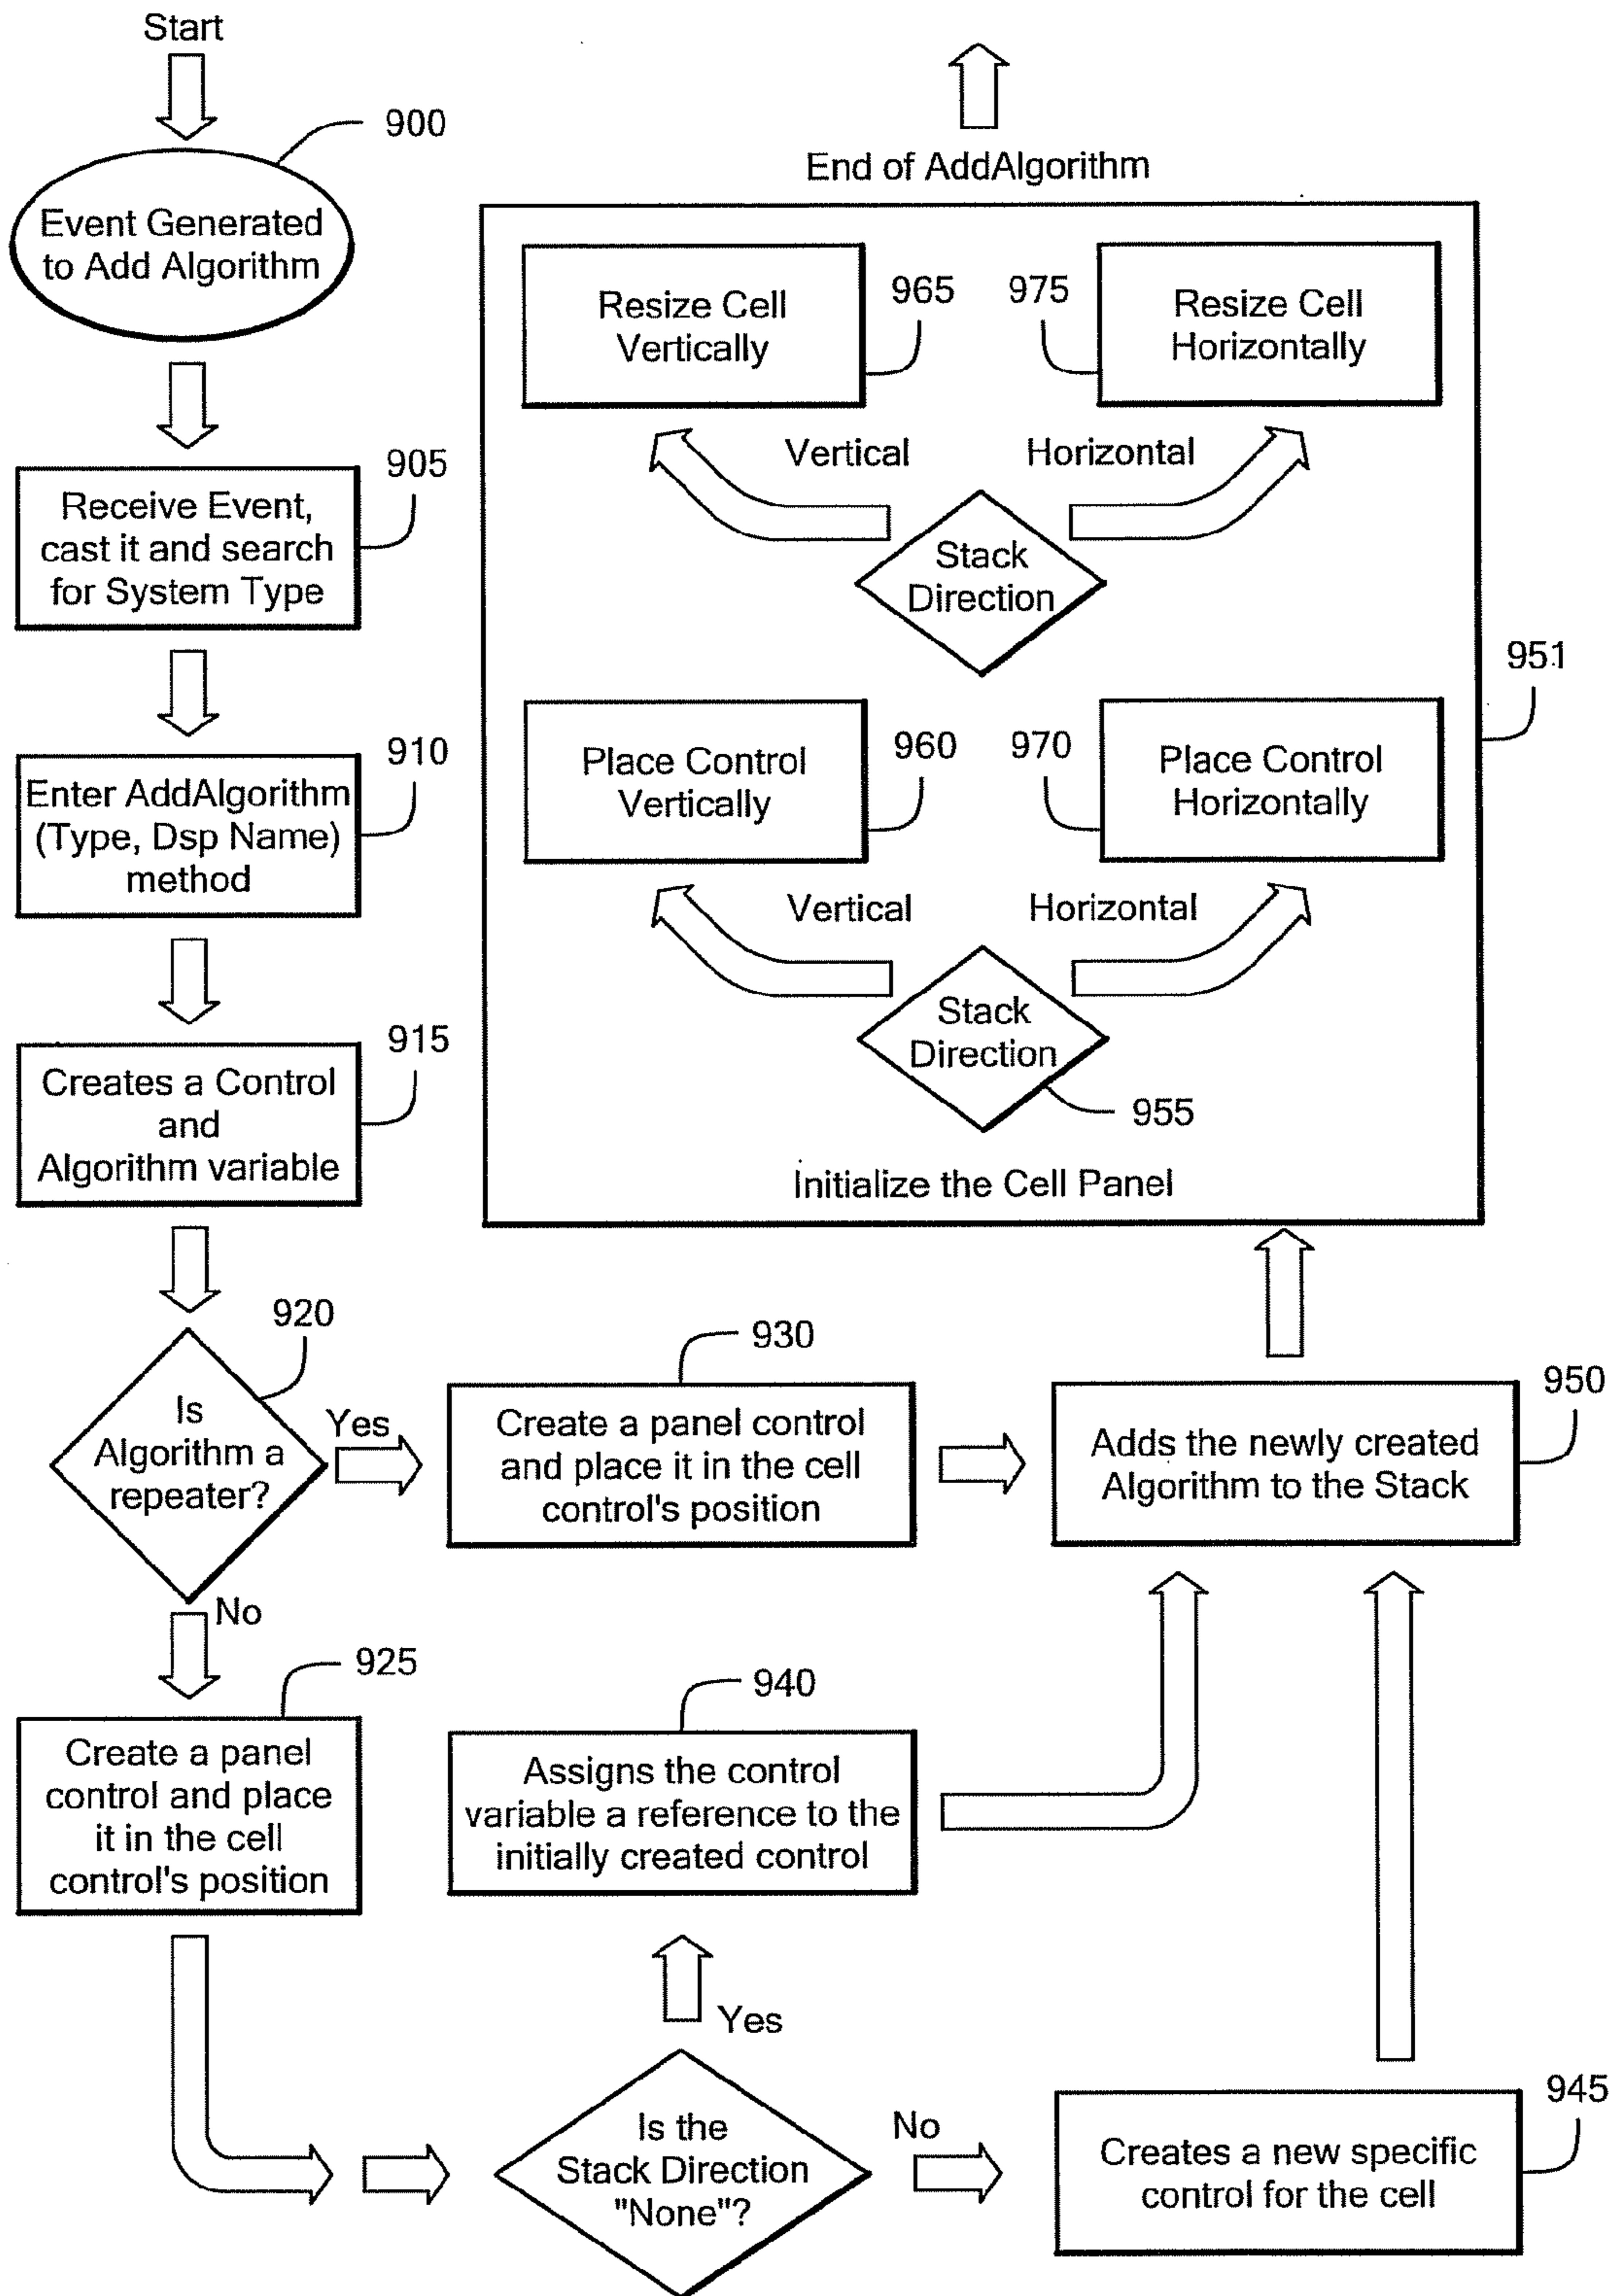 Start
900
Event Generated
to Add Algorithm
905
Receive Event,
cast it and search
for System Type
910
Enter AddAlgorithm
(Type, Dsp Name)
method
915
Creates a Control
and
Algorithm variable
920
Is
Algorithm a
repeater?
Yes
No
925
Create a panel
control and place
it in the cell
control's position
930
Create a panel control
and place it in the cell
control's position
940
Assigns the control
variable a reference to the
initially created control
Yes
Is the
Stack Direction
"None"?
No
945
Creates a new specific
control for the cell
950
Adds the newly created
Algorithm to the Stack
951
Initialize the Cell Panel
955
Stack
Direction
Vertical
Horizontal
960
Place Control
Vertically
970
Place Control
Horizontally
Stack
Direction
Vertical
Horizontal
965
Resize Cell
Vertically
975
Resize Cell
Horizontally
End of AddAlgorithm